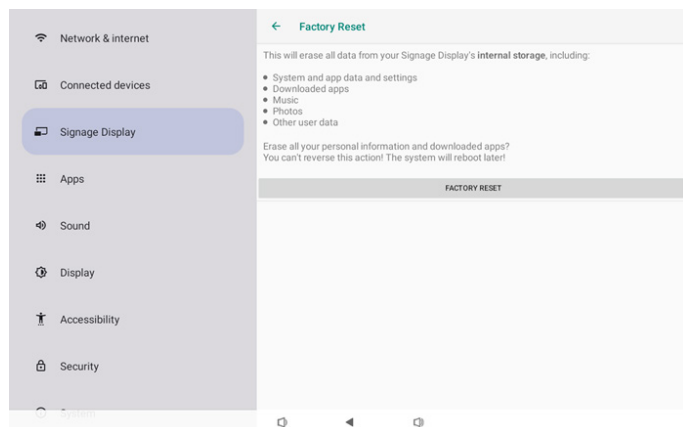 Network & internet
Connected devices
Signage Display
Apps
Sound
Display
Accessibility
Security
System
Factory Reset
This will erase all data from your Signage Display's internal storage, including:
● System and app data and settings
● Downloaded apps
● Music
● Photos
● Other user data
Erase all your personal information and downloaded apps?
You can't reverse this action! The system will reboot later!
FACTORY RESET